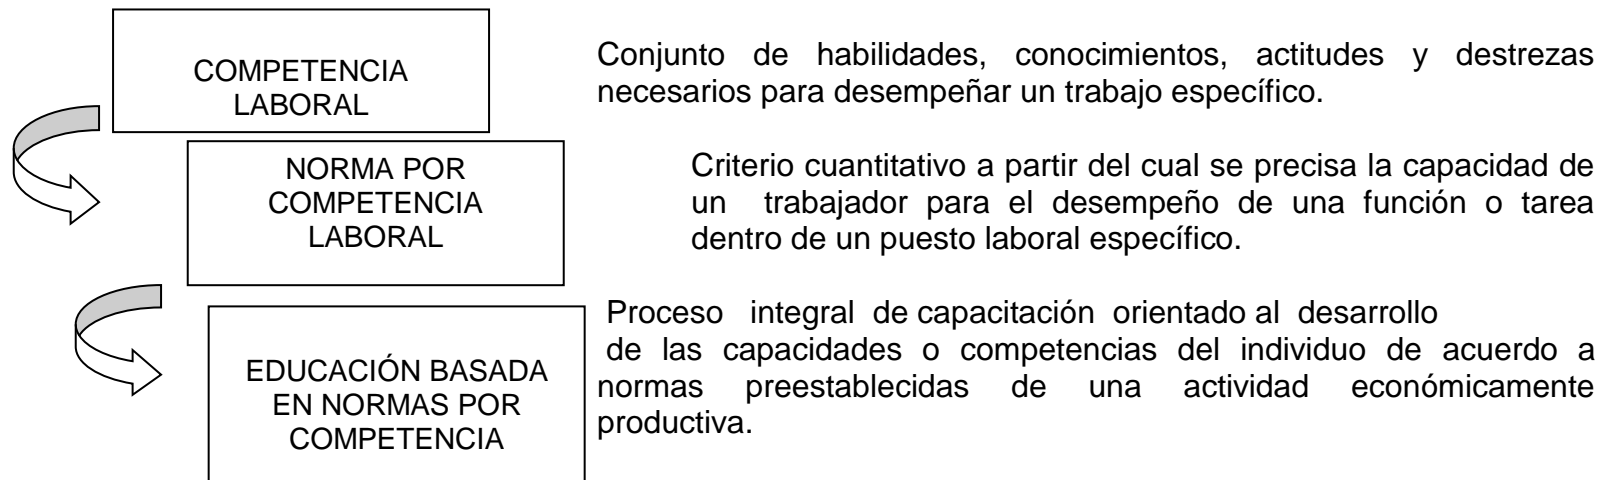 COMPETENCIA
LABORAL
Conjunto de habilidades, conocimientos, actitudes y destrezas
necesarios para desempeñar un trabajo específico.
NORMA POR
COMPETENCIA
LABORAL
Criterio cuantitativo a partir del cual se precisa la capacidad de
un trabajador para el desempeño de una función o tarea
dentro de un puesto laboral específico.
EDUCACIÓN BASADA
EN NORMAS POR
COMPETENCIA
Proceso integral de capacitación orientado al desarrollo
de las capacidades o competencias del individuo de acuerdo a
normas preestablecidas de una actividad económicamente
productiva.